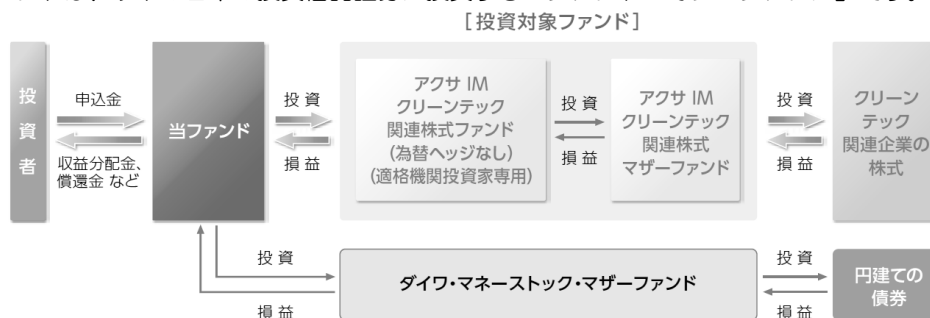 [投資対象ファンド]
投資者
申込金
収益分配金、
償還金 など
当ファンド
投 資
損 益
アクサ IM
クリーンテック
関連株式ファンド
(為替ヘッジなし)
(適格機関投資家専用)
投 資
損 益
アクサ IM
クリーンテック
関連株式
マザーファンド
投 資
損 益
クリーン
テック
関連企業の
株式
投 資
損 益
ダイワ・マネーストック・マザーファンド
投 資
損 益
円建ての
債券